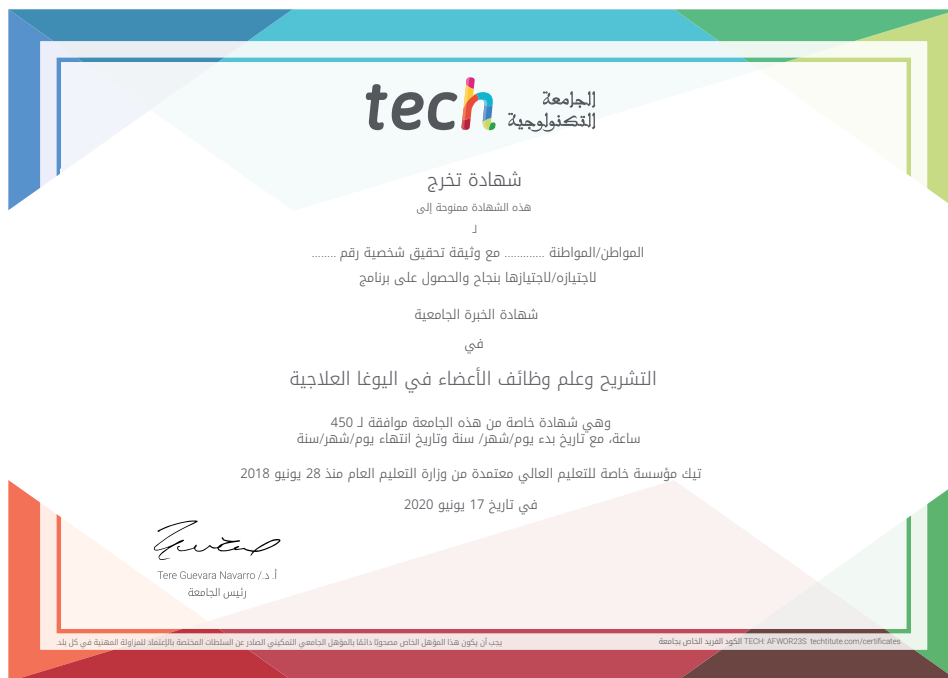 tech الجامعة
التكنولوجية
شهادة تخرج
هذه الشهادة ممنوحة إلى
لـ
المواطن/المواطنة ............ مع وثيقة تحقيق شخصية رقم ........
لاجتيازه/لاجتيازها بنجاح والحصول على برنامج
شهادة الخبرة الجامعية
في
التشريح وعلم وظائف الأعضاء في اليوغا العلاجية
وهي شهادة خاصة من هذه الجامعة موافقة لـ 450
ساعة، مع تاريخ بدء يوم/شهر/ سنة وتاريخ انتهاء يوم/شهر/سنة
تيك مؤسسة خاصة للتعليم العالي معتمدة من وزارة التعليم العام منذ 28 يونيو 2018
في تاريخ 17 يونيو 2020
أ. د./ Tere Guevara Navarro
رئيس الجامعة
الكود الفريد الخاص بجامعة TECH: AFWOR23S techtitute.com/certificates
يجب أن يكون هذا المؤهل الخاص مصحوبًا دائمًا بالمؤهل الجامعي التمكيني الصادر عن السلطات المختصة بالإعتماد للمزاولة المهنية في كل بلد.